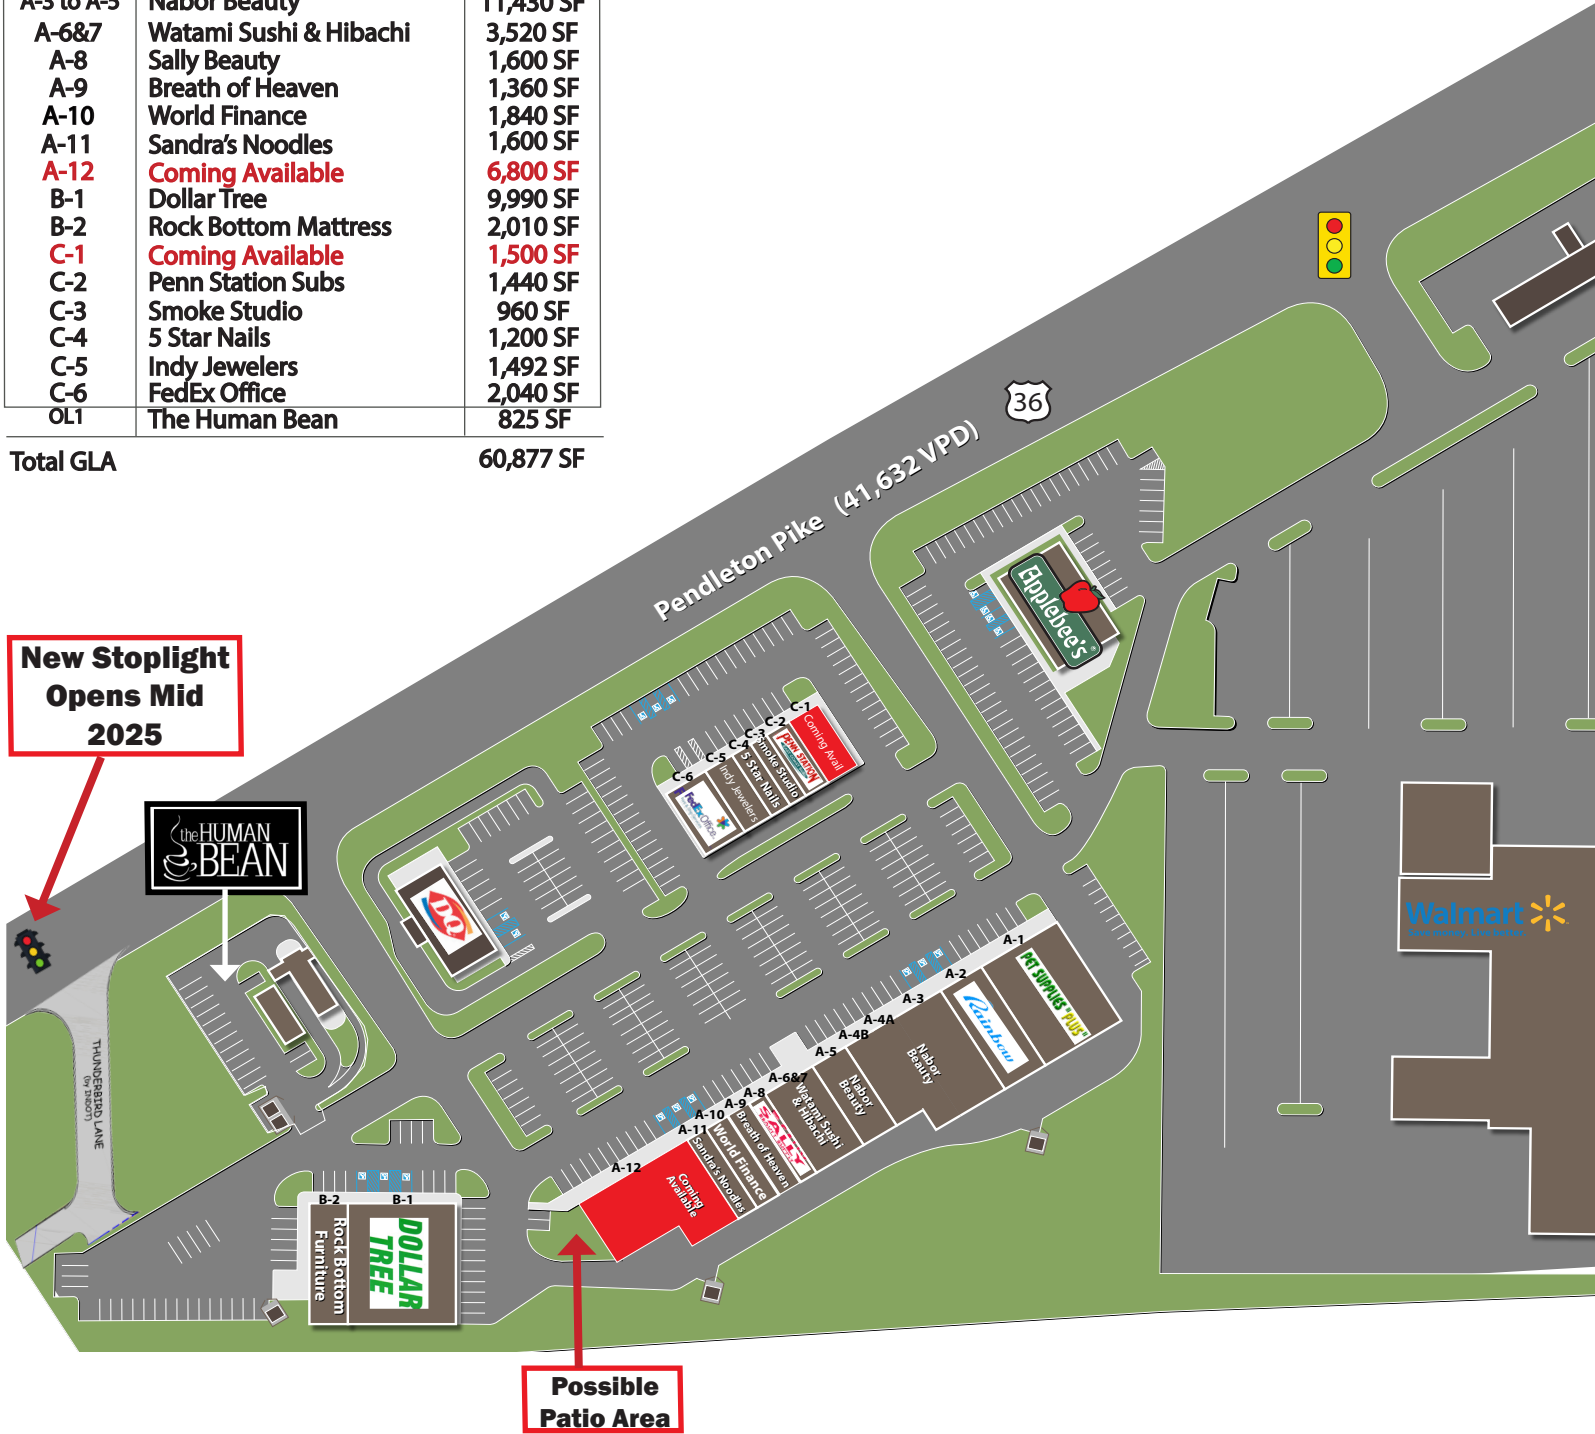 A-3 to A-5 Nabor Beauty 11,430 SF
A-6&7 Watami Sushi & Hibachi 3,520 SF
A-8 Sally Beauty 1,600 SF
A-9 Breath of Heaven 1,360 SF
A-10 World Finance 1,840 SF
A-11 Sandra's Noodles 1,600 SF
A-12 Coming Available 6,800 SF
B-1 Dollar Tree 9,990 SF
B-2 Rock Bottom Mattress 2,010 SF
C-1 Coming Available 1,500 SF
C-2 Penn Station Subs 1,440 SF
C-3 Smoke Studio 960 SF
C-4 5 Star Nails 1,200 SF
C-5 Indy Jewelers 1,492 SF
C-6 FedEx Office 2,040 SF
OL1 The Human Bean 825 SF
Total GLA 60,877 SF
36
Pendleton Pike (41,632 VPD)
Applebee's
New Stoplight
Opens Mid
2025
the HUMAN
BEAN
C-1
Coming Avail
C-2
PENN STATION
C-3
Smoke Studio
C-4
5 Star Nails
C-5
Indy Jewelers
C-6
FedEx Office
DQ
Walmart
THUNDERBIRD LANE
(by INDOT)
A-1
PET SUPPLIES "PLUS"
A-2
Rainbow
A-3
A-4A
A-4B
Nabor
Beauty
A-5
Nabor
Beauty
A-6&7
Watami Sushi
& Hibachi
A-8
SALLY
A-9
Breath of Heaven
A-10
World Finance
A-11
Sandra's Noodles
A-12
Coming
Available
B-2
Rock Bottom
Furniture
B-1
DOLLAR
TREE
Possible
Patio Area